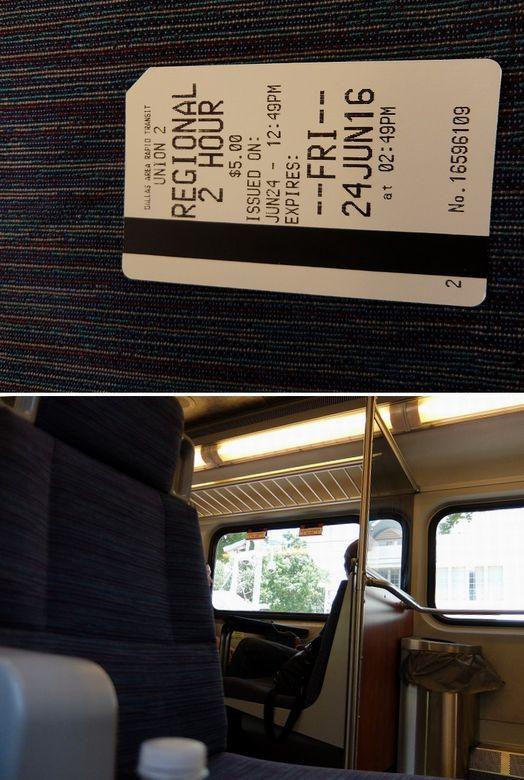 DALLAS AREA RAPID TRANSIT
UNION 2
REGIONAL
2 HOUR
$5.00
ISSUED ON:
JUN24 - 12:49PM
EXPIRES:
--FRI--
24JUN16
at 02:49PM
No. 16596109
2